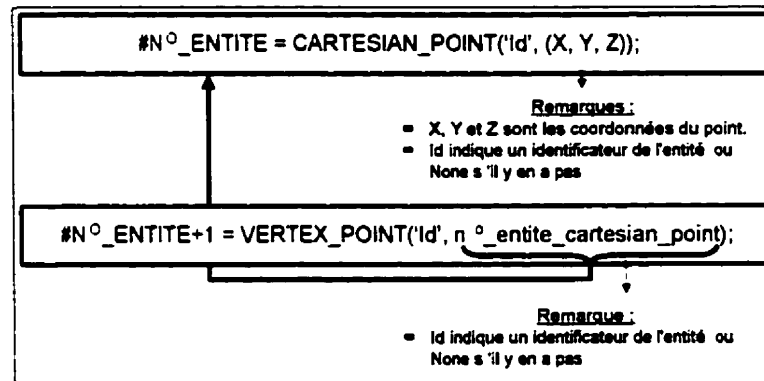 #N°_ENTITE = CARTESIAN_POINT('Id', (X, Y, Z));
Remarques :
= X, Y et Z sont les coordonnées du point.
= Id indique un identificateur de l'entité ou
None s 'il y en a pas
#N°_ENTITE+1 = VERTEX_POINT('Id', n °_entite_cartesian_point);
Remarque :
= Id indique un identificateur de l'entité ou
None s 'il y en a pas